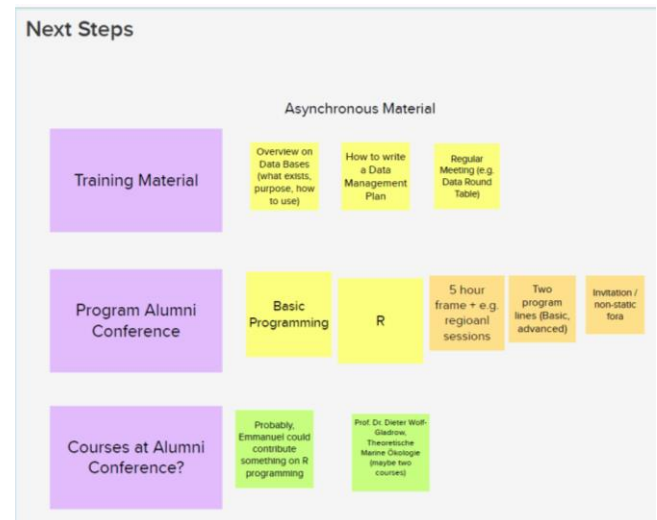 Next Steps
Asynchronous Material
Training Material
Overview on
Data Bases
(what exists,
purpose, how
to use)
How to write
a Data
Management
Plan
Regular
Meeting (e.g.
Data Round
Table)
Program Alumni
Conference
Basic
Programming
R
5 hour
frame + e.g.
regioanl
sessions
Two
program
lines (Basic,
advanced)
Invitation /
non-static
fora
Courses at Alumni
Conference?
Probably,
Emmanuel could
contribute
something on R
programming
Prof. Dr. Dieter Wolf-
Gladrow,
Theoretische
Marine Ökologie
(maybe two
courses)